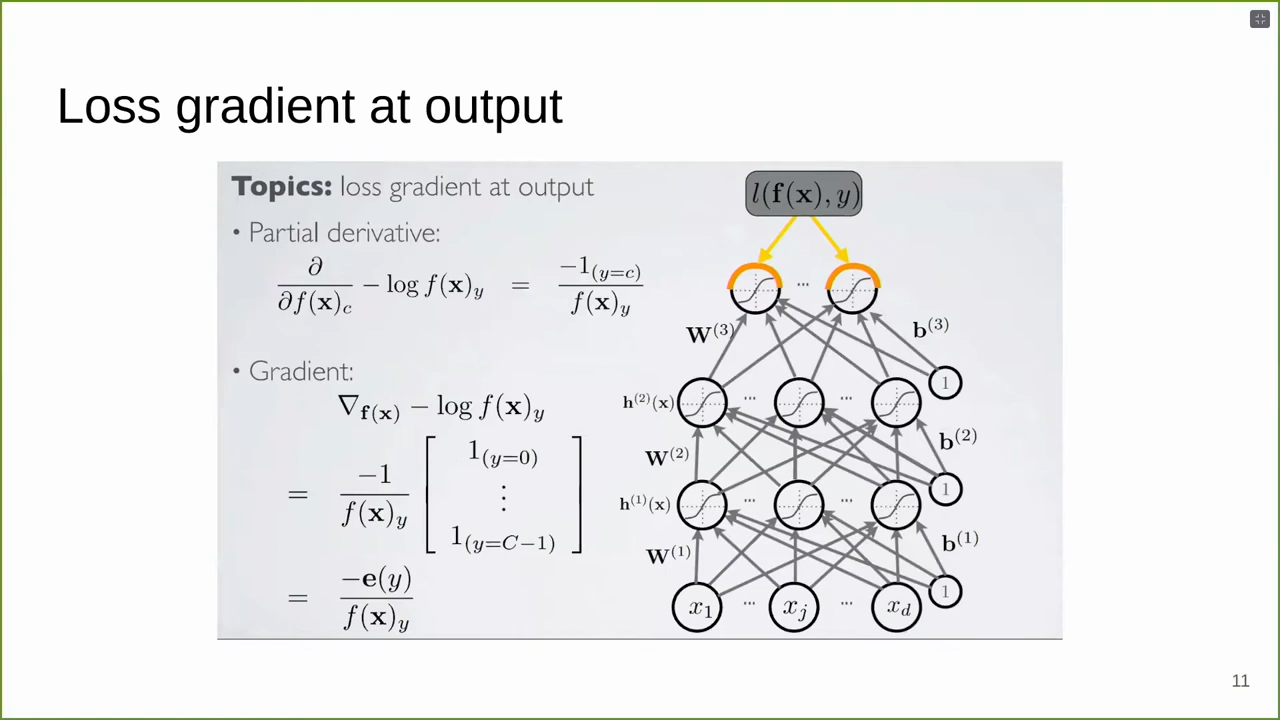 Loss gradient at output
Topics: loss gradient at output
• Partial derivative:
∂/∂f(x)_c − log f(x)_y = −1_(y=c)/f(x)_y
• Gradient:
∇_f(x) − log f(x)_y
= −1/f(x)_y [ 1_(y=0) ⋮ 1_(y=C−1) ]
= −e(y)/f(x)_y
l(f(x), y)
...
W^(3) b^(3)
1
h^(2)(x) ... ...
W^(2) b^(2)
1
h^(1)(x) ... ...
W^(1) b^(1)
1
x_1 ... x_j ... x_d
11